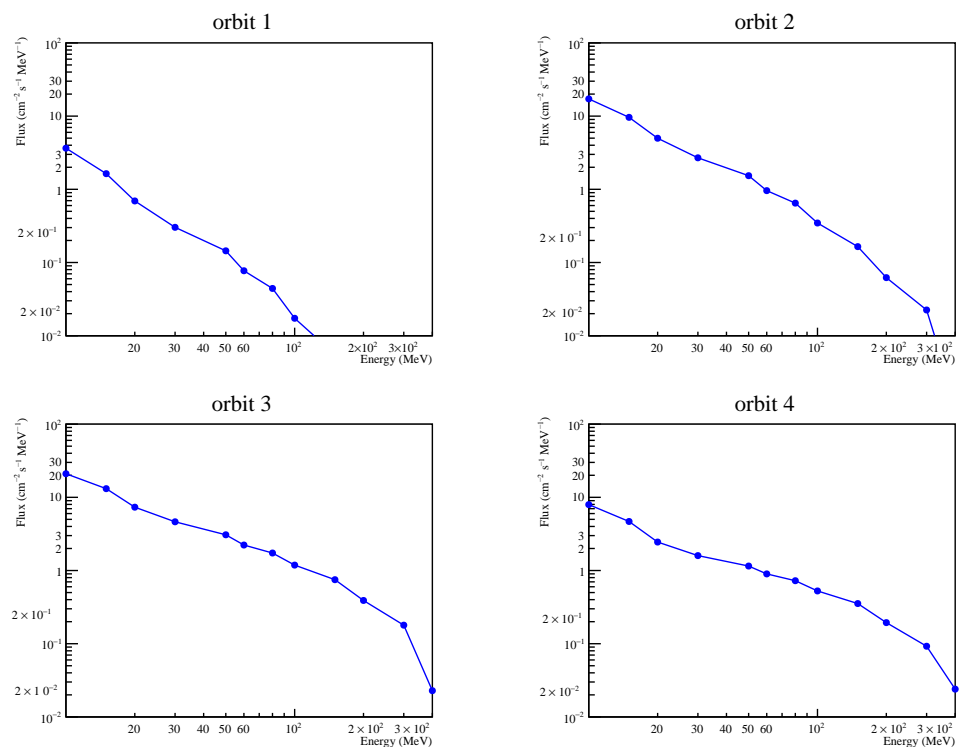 orbit 1
Flux (cm⁻² s⁻¹ MeV⁻¹)
10²
30
20
10
3
2
1
2 × 10⁻¹
10⁻¹
2 × 10⁻²
10⁻²
20 30 40 50 60 10² 2×10² 3×10²
Energy (MeV)
orbit 2
Flux (cm⁻² s⁻¹ MeV⁻¹)
10²
30
20
10
3
2
1
2 × 10⁻¹
10⁻¹
2 × 10⁻²
10⁻²
20 30 40 50 60 10² 2 × 10² 3 × 10²
Energy (MeV)
orbit 3
Flux (cm⁻² s⁻¹ MeV⁻¹)
10²
30
20
10
3
2
1
2 × 10⁻¹
10⁻¹
2 × 10⁻²
10⁻²
20 30 40 50 60 10² 2 × 10² 3 × 10²
Energy (MeV)
orbit 4
Flux (cm⁻² s⁻¹ MeV⁻¹)
10²
30
20
10
3
2
1
2 × 10⁻¹
10⁻¹
2 × 10⁻²
10⁻²
20 30 40 50 60 10² 2 × 10² 3 × 10²
Energy (MeV)